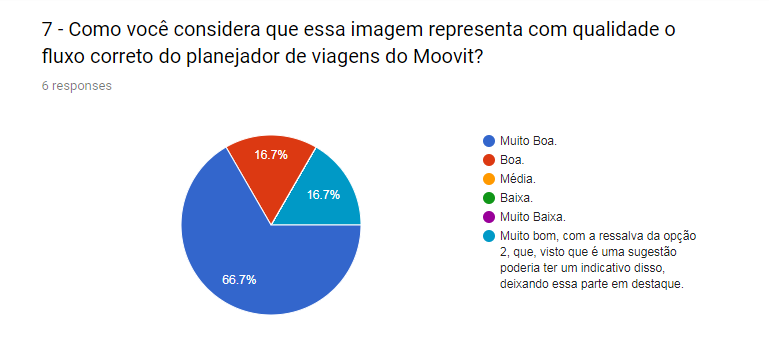 7 - Como você considera que essa imagem representa com qualidade o
fluxo correto do planejador de viagens do Moovit?
6 responses
16.7%
16.7%
66.7%
Muito Boa.
Boa.
Média.
Baixa.
Muito Baixa.
Muito bom, com a ressalva da opção
2, que, visto que é uma sugestão
poderia ter um indicativo disso,
deixando essa parte em destaque.